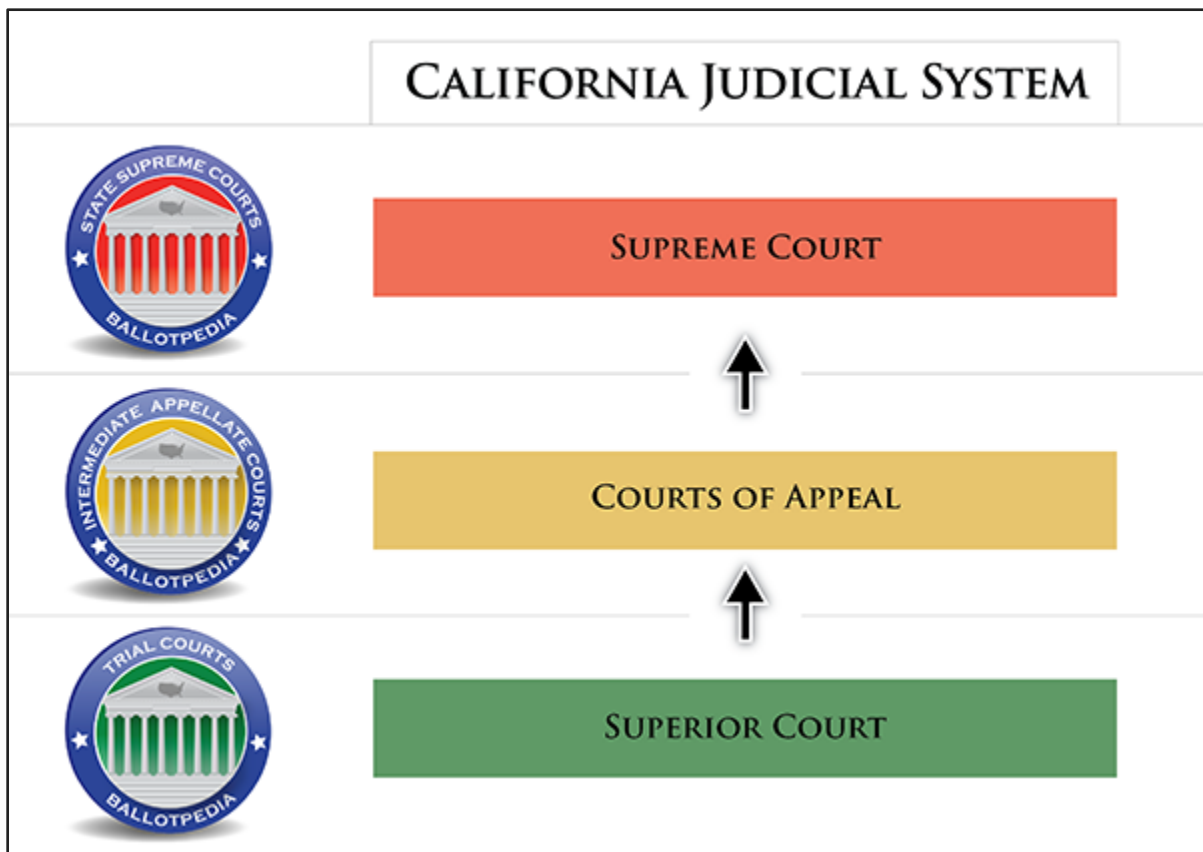 California Judicial System
STATE SUPREME COURTS
BALLOTPEDIA
Supreme Court
INTERMEDIATE APPELLATE COURTS
BALLOTPEDIA
Courts of Appeal
TRIAL COURTS
BALLOTPEDIA
Superior Court